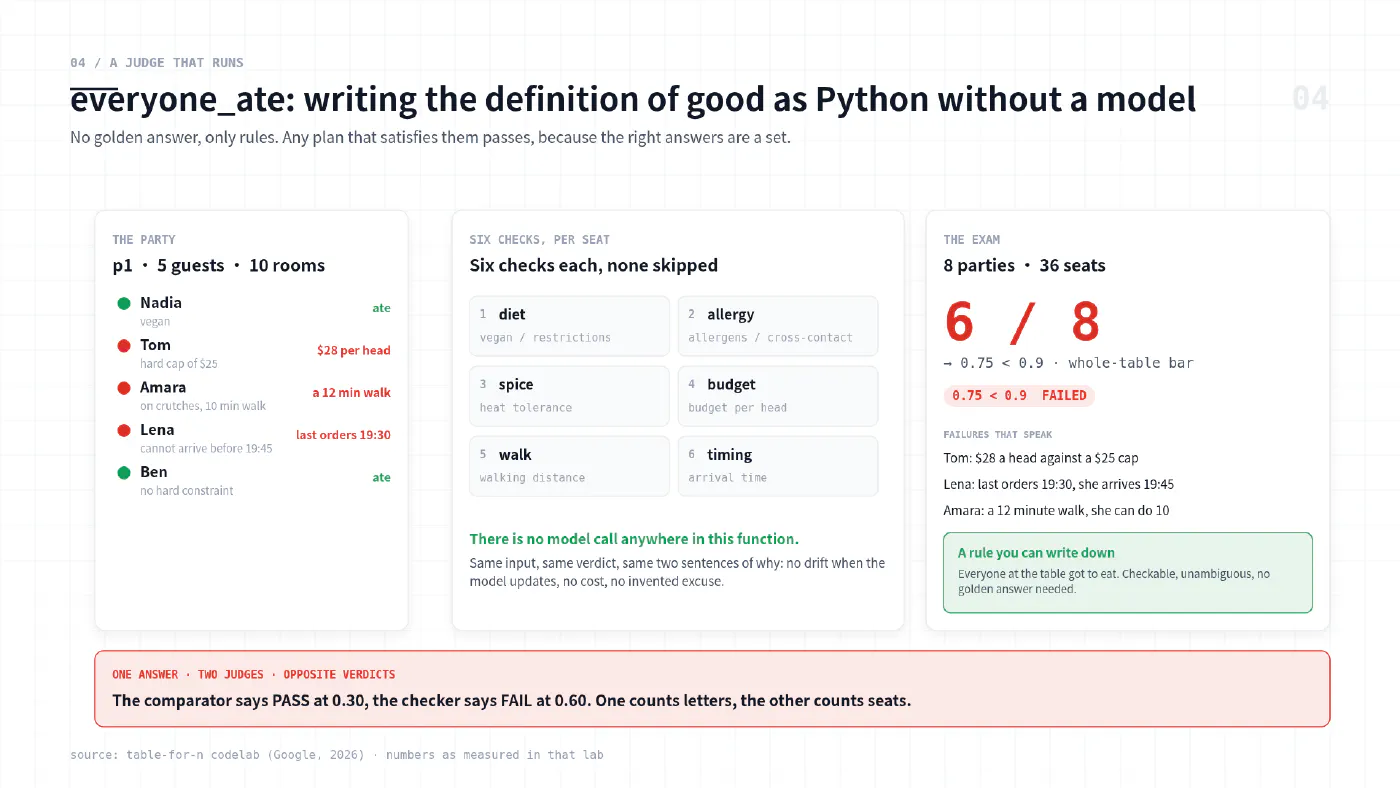 04 / A JUDGE THAT RUNS
everyone_ate: writing the definition of good as Python without a model
04
No golden answer, only rules. Any plan that satisfies them passes, because the right answers are a set.
THE PARTY
p1 · 5 guests · 10 rooms
Nadia
vegan
ate
Tom
hard cap of $25
$28 per head
Amara
on crutches, 10 min walk
a 12 min walk
Lena
cannot arrive before 19:45
last orders 19:30
Ben
no hard constraint
ate
SIX CHECKS, PER SEAT
Six checks each, none skipped
1 diet
vegan / restrictions
2 allergy
allergens / cross-contact
3 spice
heat tolerance
4 budget
budget per head
5 walk
walking distance
6 timing
arrival time
There is no model call anywhere in this function.
Same input, same verdict, same two sentences of why: no drift when the
model updates, no cost, no invented excuse.
THE EXAM
8 parties · 36 seats
6 / 8
→ 0.75 < 0.9 · whole-table bar
0.75 < 0.9 FAILED
FAILURES THAT SPEAK
Tom: $28 a head against a $25 cap
Lena: last orders 19:30, she arrives 19:45
Amara: a 12 minute walk, she can do 10
A rule you can write down
Everyone at the table got to eat. Checkable, unambiguous, no
golden answer needed.
ONE ANSWER · TWO JUDGES · OPPOSITE VERDICTS
The comparator says PASS at 0.30, the checker says FAIL at 0.60. One counts letters, the other counts seats.
source: table-for-n codelab (Google, 2026) · numbers as measured in that lab